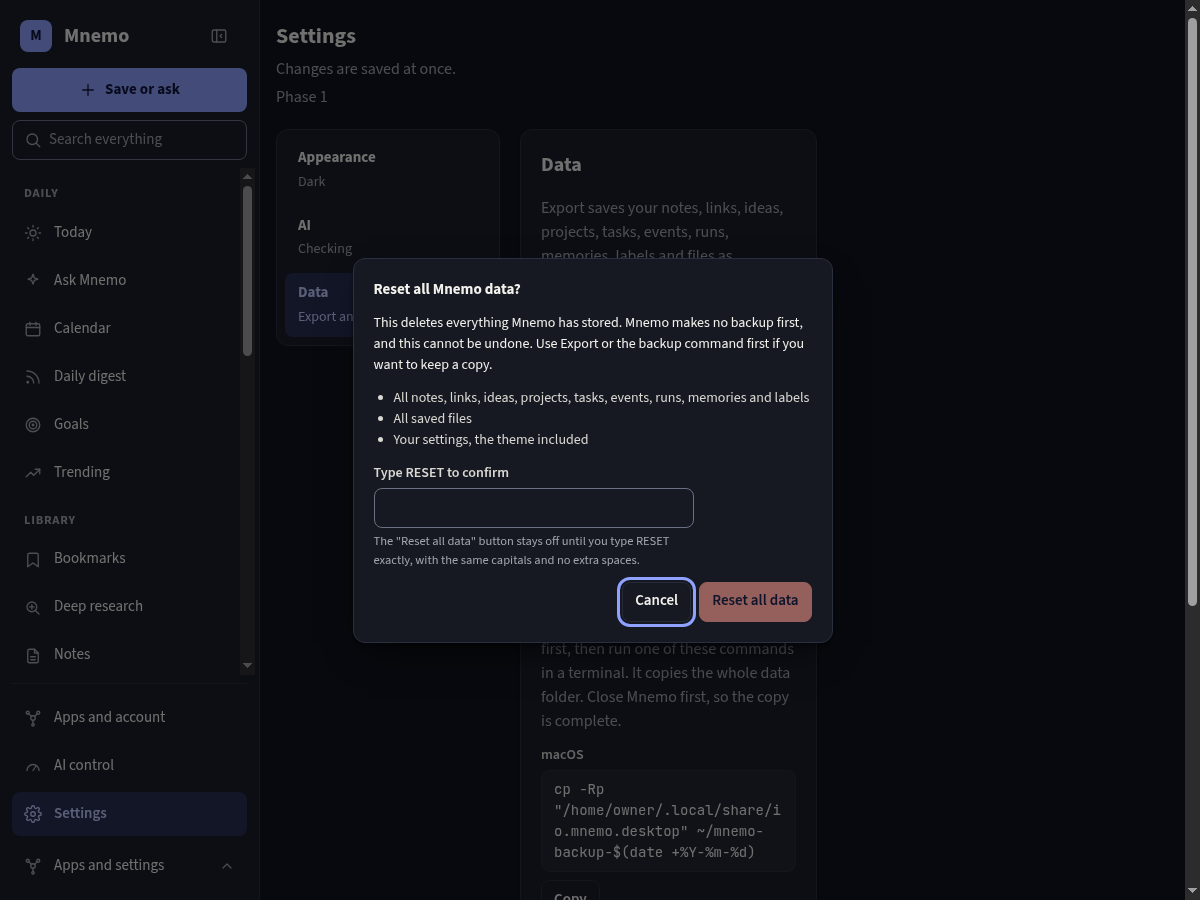 M
Mnemo
Save or ask
Search everything
DAILY
Today
Ask Mnemo
Calendar
Daily digest
Goals
Trending
LIBRARY
Bookmarks
Deep research
Notes
Apps and account
AI control
Settings
Apps and settings
Settings
Changes are saved at once.
Phase 1
Appearance
Dark
AI
Checking
Data
Export an
Data
Export saves your notes, links, ideas,
projects, tasks, events, runs,
memories, labels and files as
Reset all Mnemo data?
This deletes everything Mnemo has stored. Mnemo makes no backup first,
and this cannot be undone. Use Export or the backup command first if you
want to keep a copy.
All notes, links, ideas, projects, tasks, events, runs, memories and labels
All saved files
Your settings, the theme included
Type RESET to confirm
The "Reset all data" button stays off until you type RESET
exactly, with the same capitals and no extra spaces.
Cancel
Reset all data
first, then run one of these commands
in a terminal. It copies the whole data
folder. Close Mnemo first, so the copy
is complete.
macOS
cp -Rp
"/home/owner/.local/share/i
o.mnemo.desktop" ~/mnemo-
backup-$(date +%Y-%m-%d)
Copy